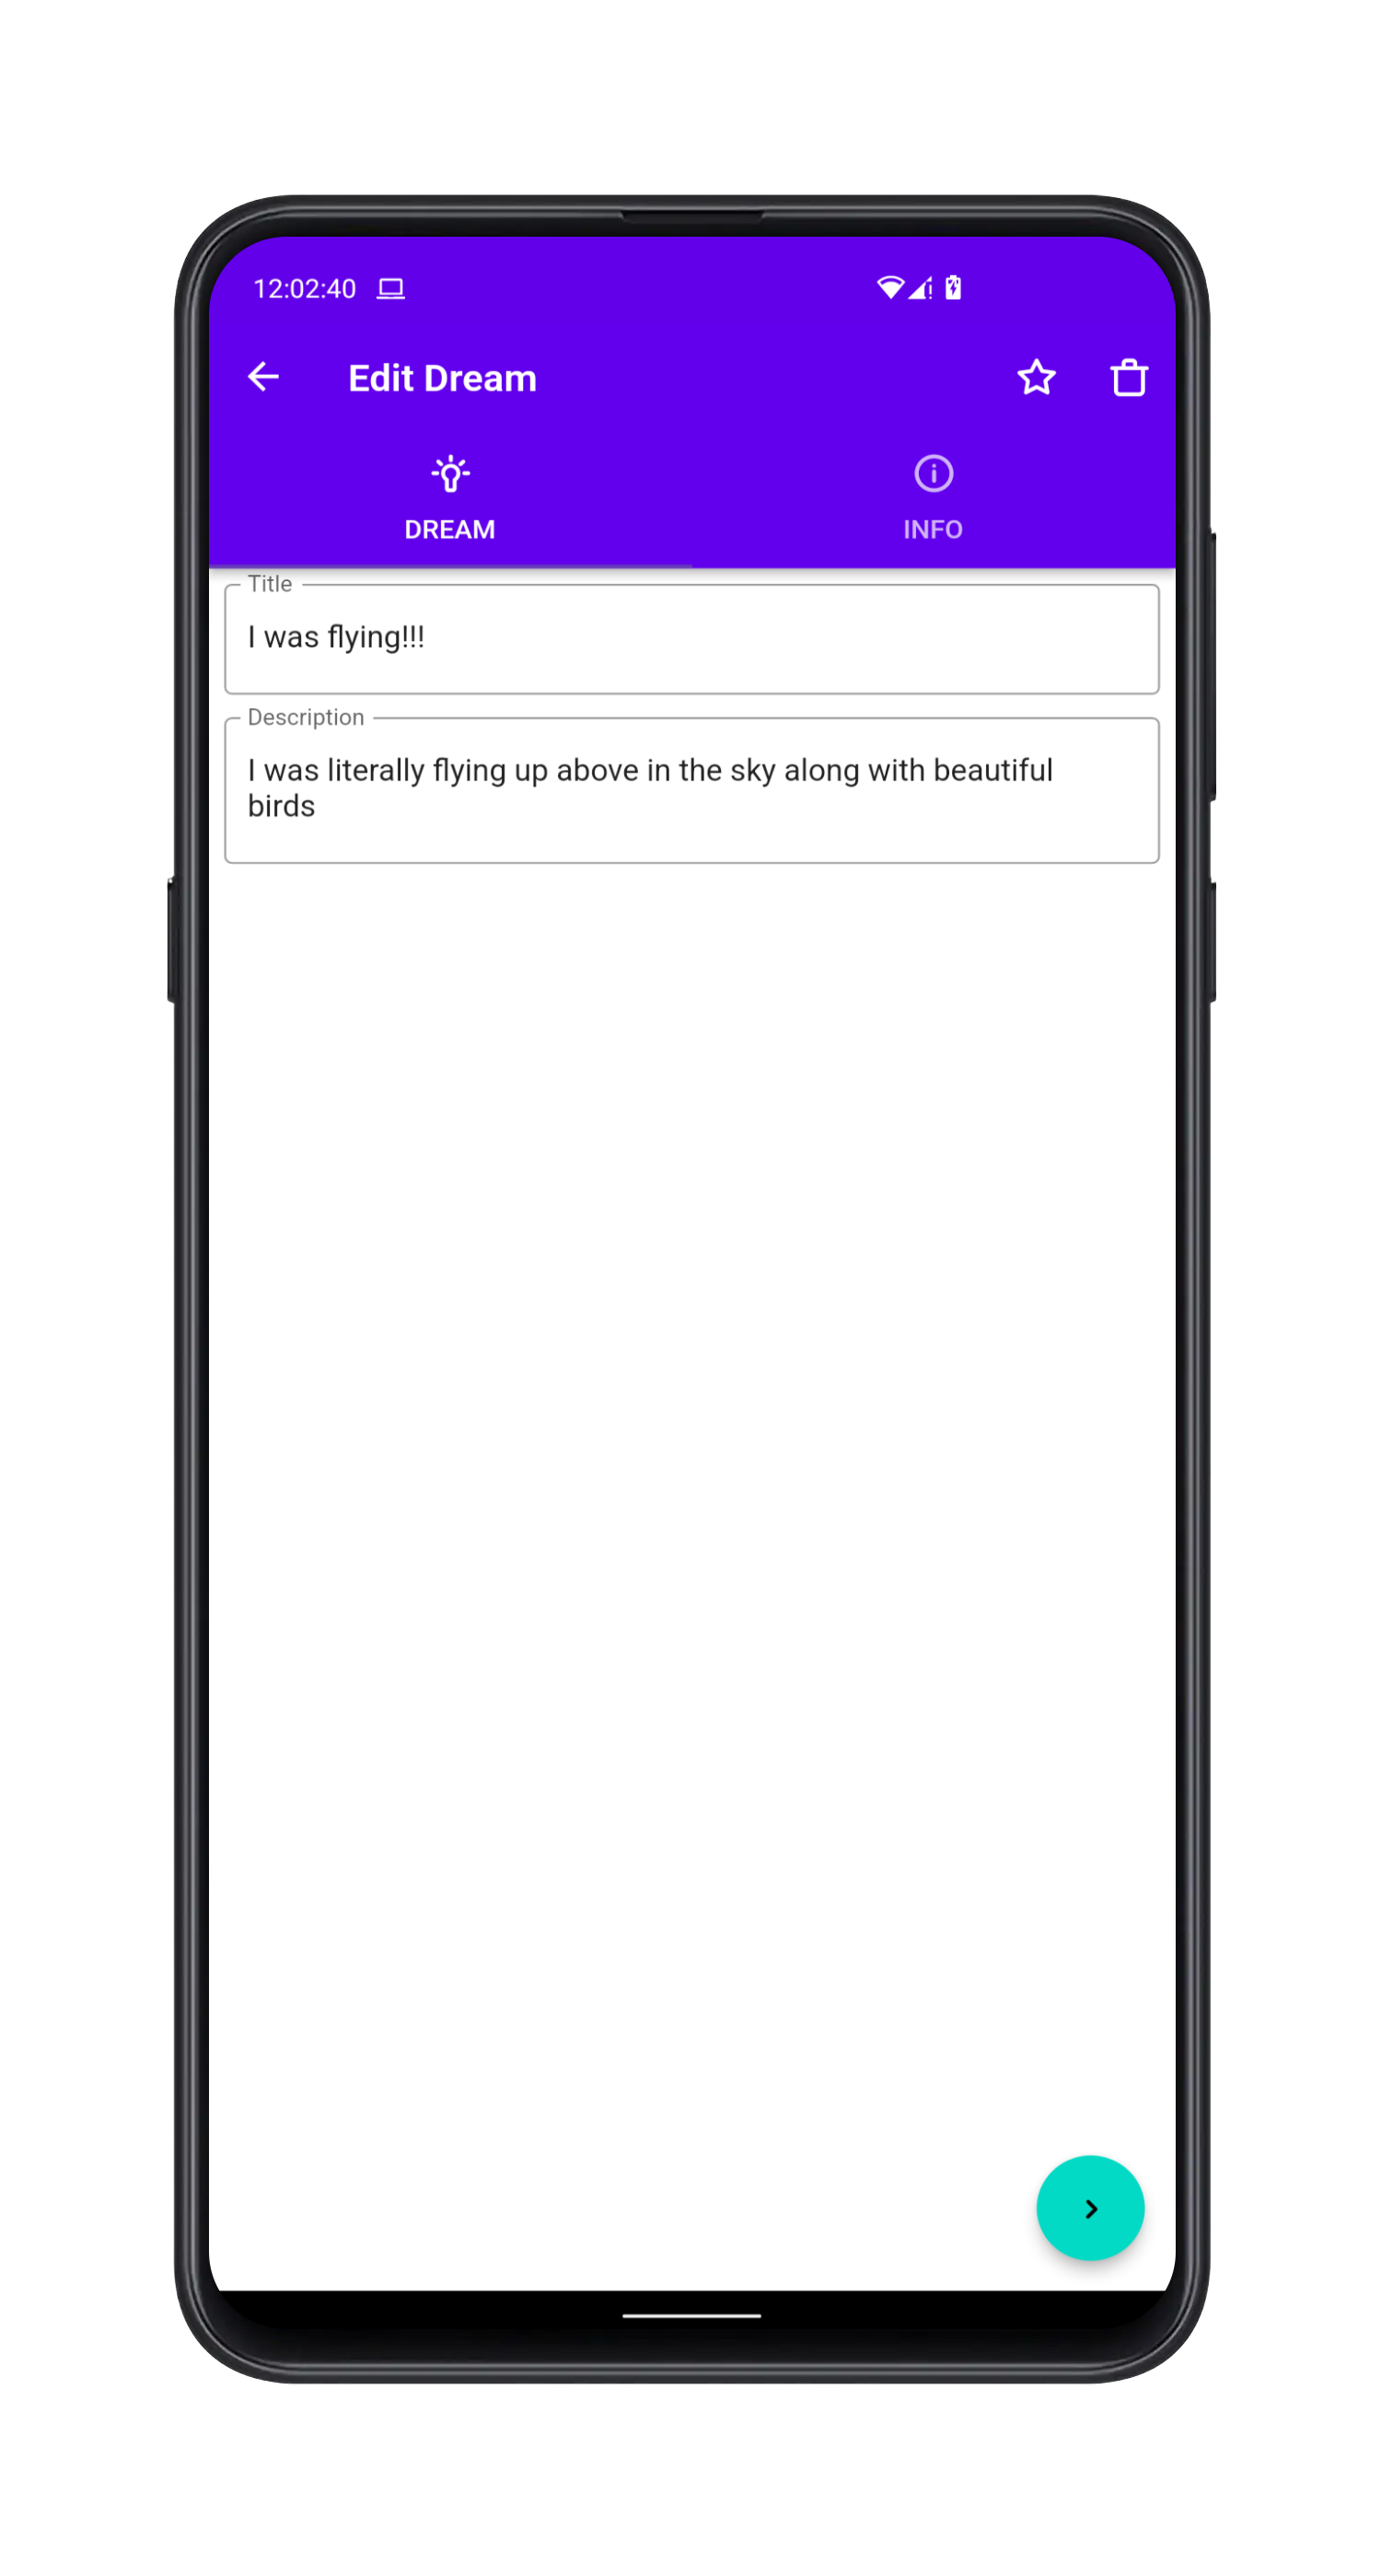 12:02:40
Edit Dream
DREAM
INFO
Title
I was flying!!!
Description
I was literally flying up above in the sky along with beautiful
birds